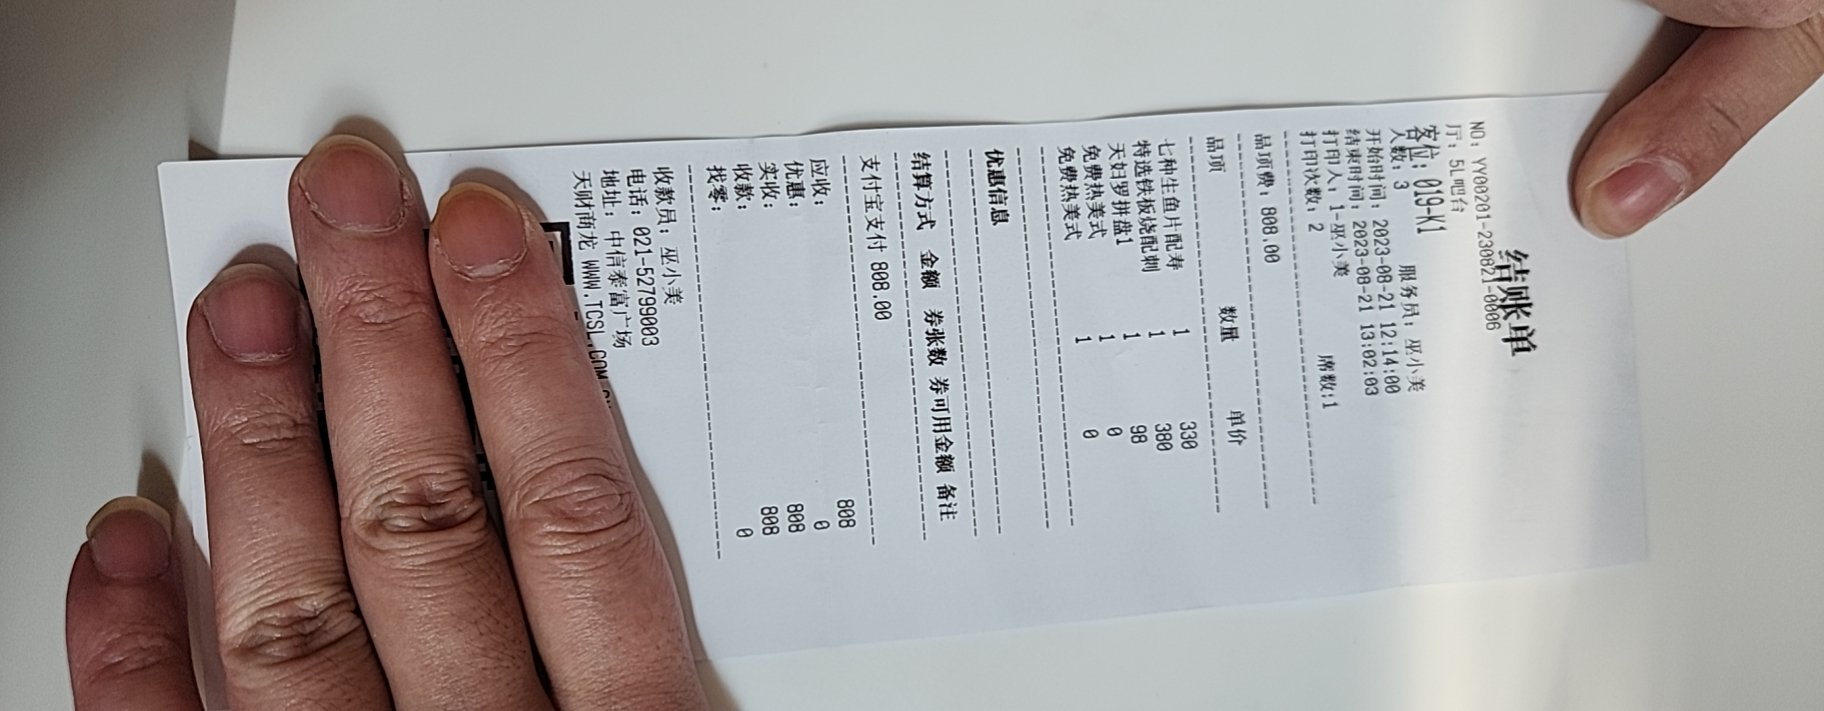 结账单
NO: YY00201-230821-0006
厅: 5L吧台
客位: 019-K1 服务员: 巫小美
人数: 3
开始时间: 2023-08-21 12:14:00
结束时间: 2023-08-21 13:02:03
打印人: 1-巫小美 席数:1
打印次数: 2
品项费: 808.00
品项 数量 单价
七种生鱼片配寿 1 330
特选铁板烧配刺 1 380
天妇罗拼盘1 1 98
免费热美式 1 0
免费热美式 1 0
优惠信息
结算方式 金额 券张数 券可用金额 备注
支付宝支付 808.00
应收: 808
优惠: 0
实收: 808
收款: 808
找零: 0
收款员: 巫小美
电话: 021-52799003
地址: 中信泰富广场
天财商龙 WWW.TCSL.COM.CN